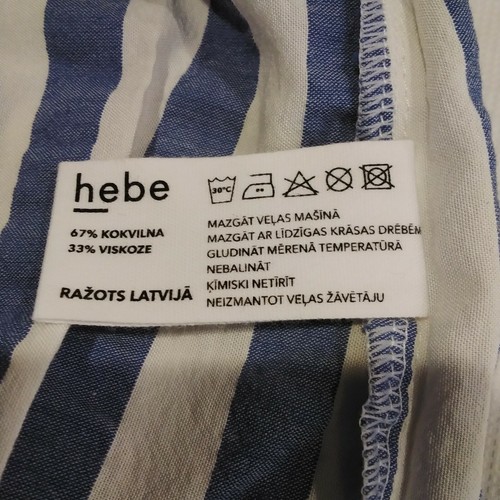 hebe
67% KOKVILNA
33% VISKOZE
RAŽOTS LATVIJĀ
30°C
MAZGĀT VEĻAS MAŠĪNĀ
MAZGĀT AR LĪDZĪGAS KRĀSAS DRĒBĒM
GLUDINĀT MĒRENĀ TEMPERATŪRĀ
NEBALINĀT
ĶĪMISKI NETĪRĪT
NEIZMANTOT VEĻAS ŽĀVĒTĀJU